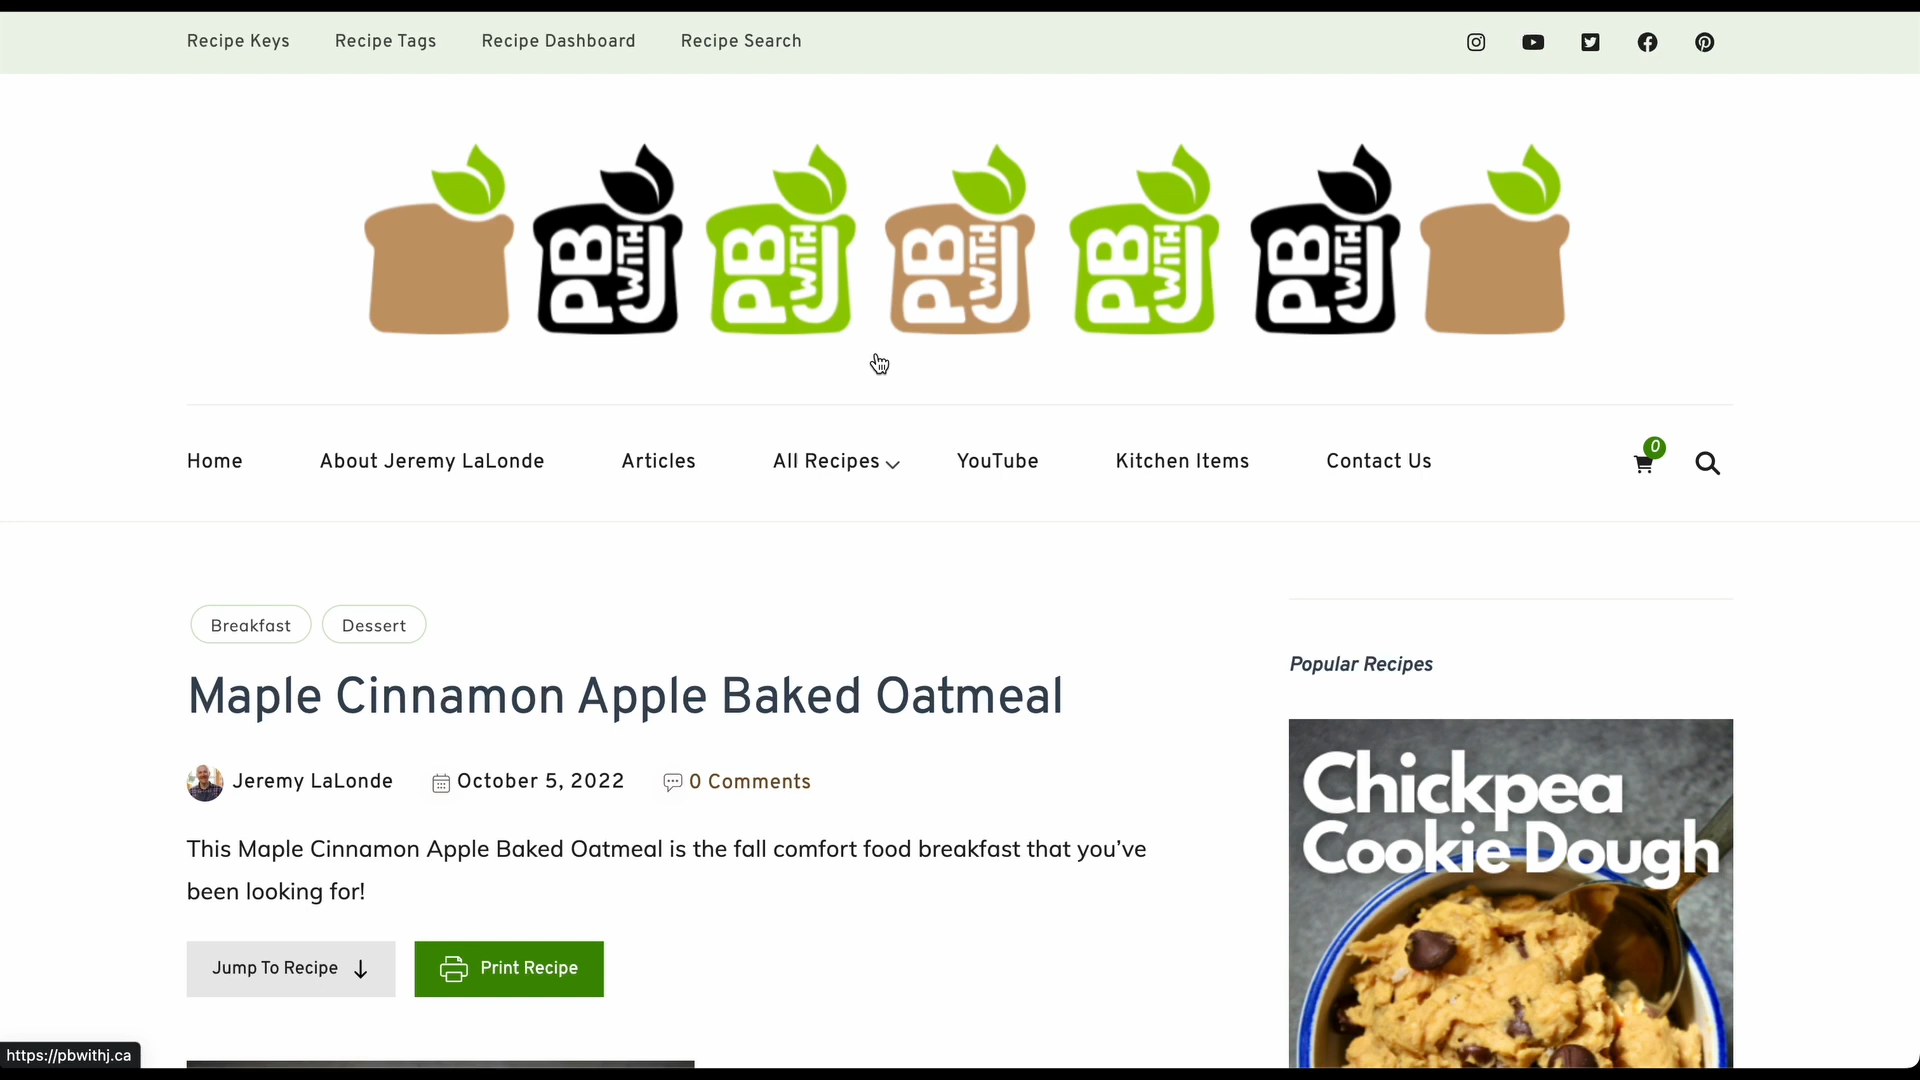 Recipe Keys Recipe Tags Recipe Dashboard Recipe Search
PB WiTH J PB WiTH J PB WiTH J PB WiTH J PB WiTH J
Home About Jeremy LaLonde Articles All Recipes YouTube Kitchen Items Contact Us 0
Breakfast Dessert
Maple Cinnamon Apple Baked Oatmeal
Jeremy LaLonde October 5, 2022 0 Comments
This Maple Cinnamon Apple Baked Oatmeal is the fall comfort food breakfast that you’ve
been looking for!
Jump To Recipe Print Recipe
Popular Recipes
Chickpea
Cookie Dough
https://pbwithj.ca